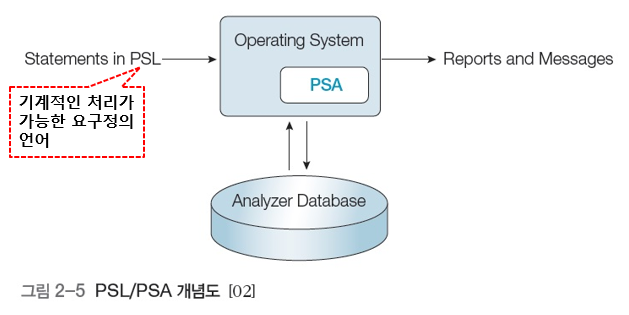 Operating System
Statements in PSL
Reports and Messages
PSA
기계적인 처리가
가능한 요구정의
언어
Analyzer Database
그림 2-5 PSL/PSA 개념도 [02]